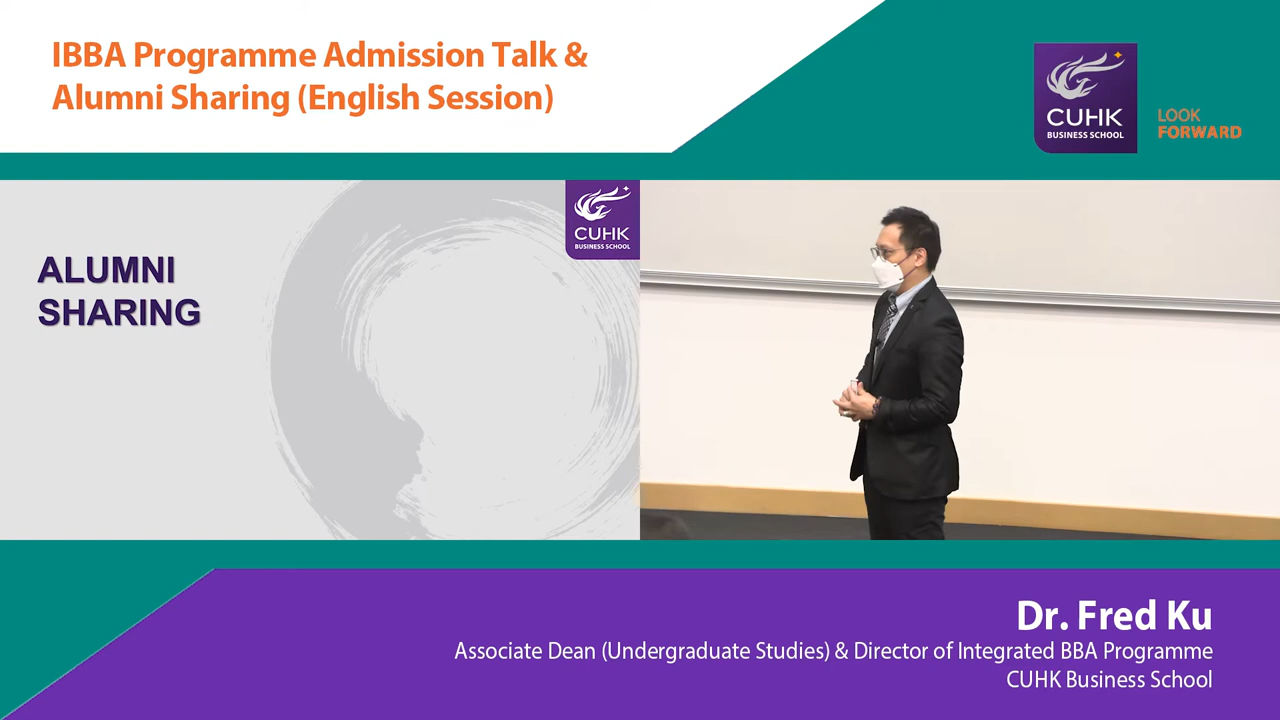 IBBA Programme Admission Talk &
Alumni Sharing (English Session)
CUHK
BUSINESS SCHOOL
LOOK
FORWARD
CUHK
BUSINESS SCHOOL
ALUMNI
SHARING
Dr. Fred Ku
Associate Dean (Undergraduate Studies) & Director of Integrated BBA Programme
CUHK Business School